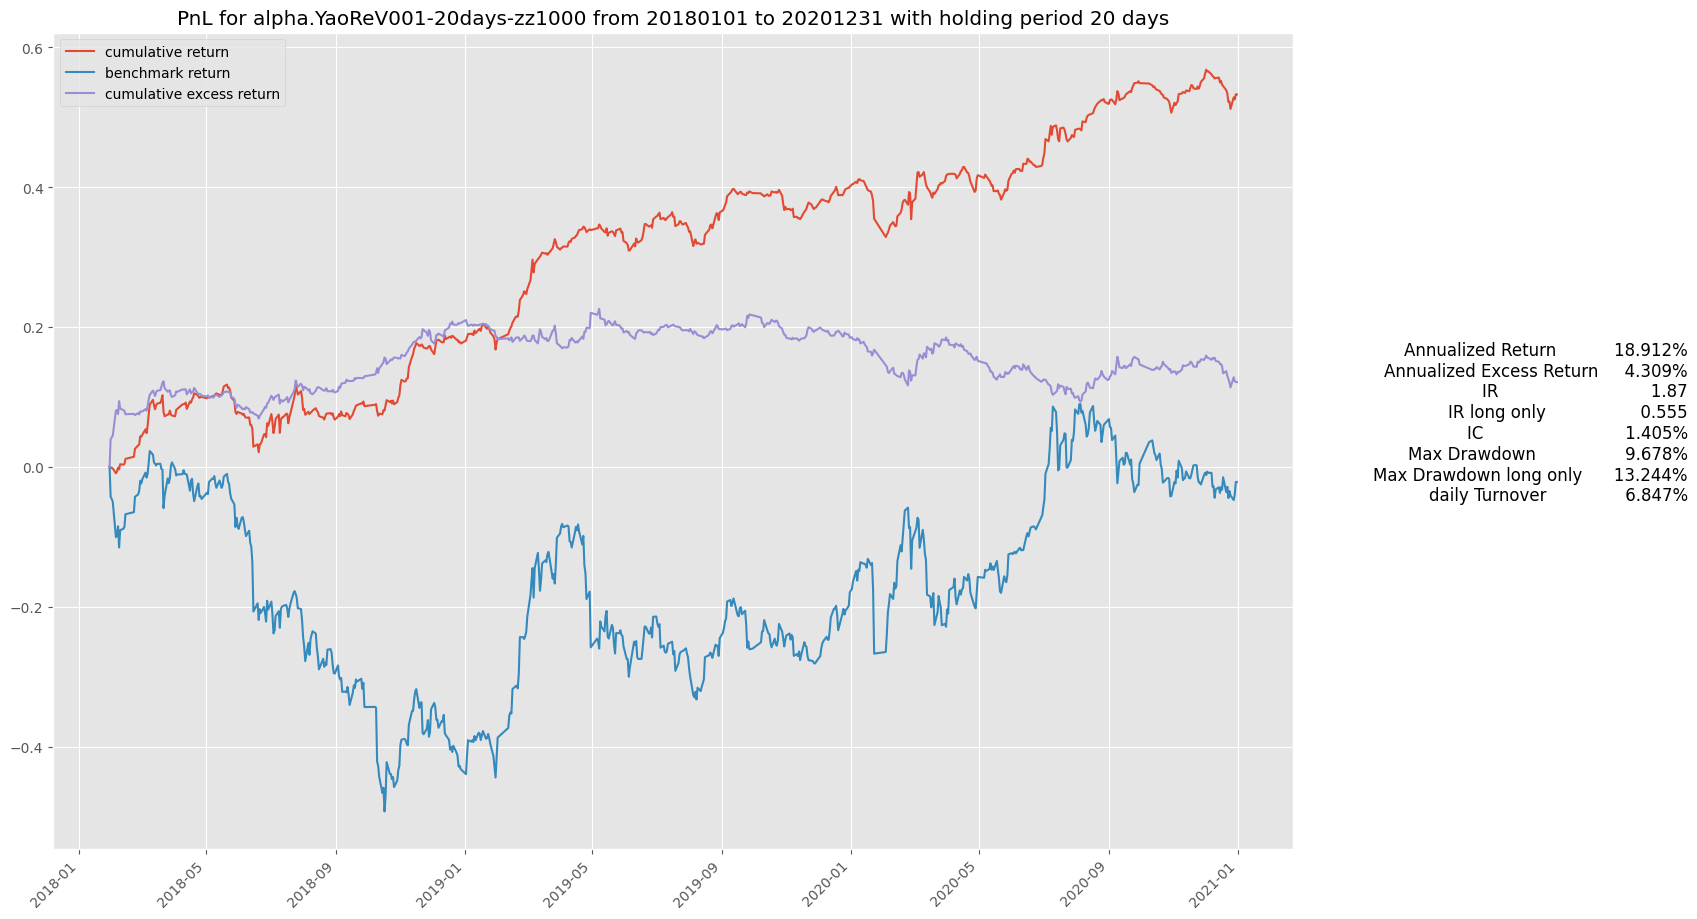 PnL for alpha.YaoReV001-20days-zz1000 from 20180101 to 20201231 with holding period 20 days
cumulative return
benchmark return
cumulative excess return
0.6
0.4
0.2
0.0
−0.2
−0.4
2018-01
2018-05
2018-09
2019-01
2019-05
2019-09
2020-01
2020-05
2020-09
2021-01
Annualized Return 18.912%
Annualized Excess Return 4.309%
IR 1.87
IR long only 0.555
IC 1.405%
Max Drawdown 9.678%
Max Drawdown long only 13.244%
daily Turnover 6.847%